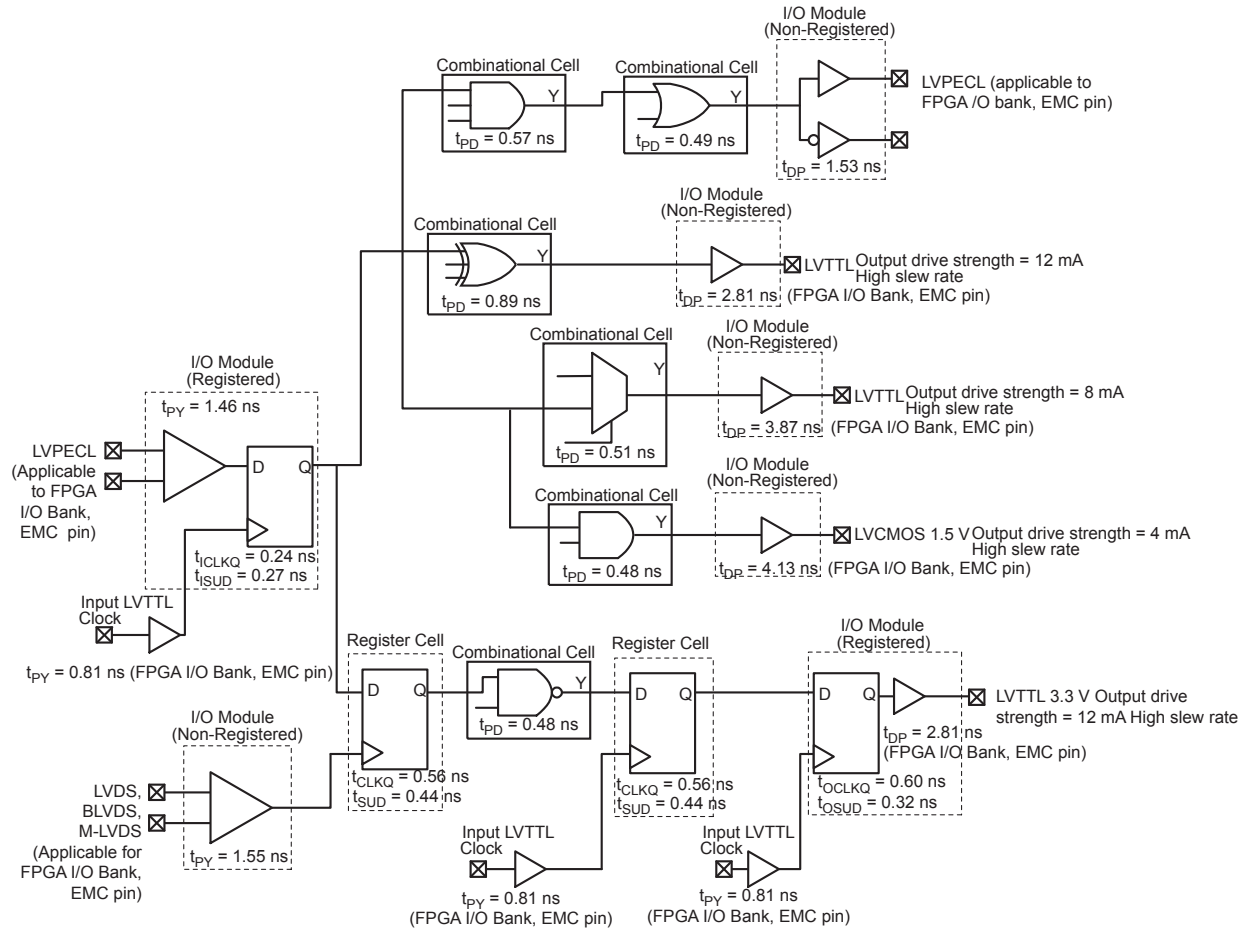 I/O Module
(Non-Registered)
Combinational Cell
Y
tPD = 0.57 ns
Combinational Cell
Y
tPD = 0.49 ns
tDP = 1.53 ns
LVPECL (applicable to
FPGA /O bank, EMC pin)
Combinational Cell
Y
tPD = 0.89 ns
I/O Module
(Non-Registered)
tDP = 2.81 ns
LVTTL Output drive strength = 12 mA
High slew rate
(FPGA I/O Bank, EMC pin)
Combinational Cell
Y
tPD = 0.51 ns
I/O Module
(Non-Registered)
tDP = 3.87 ns
LVTTL Output drive strength = 8 mA
High slew rate
(FPGA I/O Bank, EMC pin)
Combinational Cell
Y
tPD = 0.48 ns
I/O Module
(Non-Registered)
tDP = 4.13 ns
LVCMOS 1.5 V Output drive strength = 4 mA
High slew rate
(FPGA I/O Bank, EMC pin)
I/O Module
(Registered)
tPY = 1.46 ns
LVPECL
(Applicable
to FPGA
I/O Bank,
EMC pin)
D
Q
tICLKQ = 0.24 ns
tISUD = 0.27 ns
Input LVTTL
Clock
tPY = 0.81 ns (FPGA I/O Bank, EMC pin)
I/O Module
(Non-Registered)
LVDS,
BLVDS,
M-LVDS
(Applicable for
FPGA I/O Bank,
EMC pin)
tPY = 1.55 ns
Register Cell
D
Q
tCLKQ = 0.56 ns
tSUD = 0.44 ns
Combinational Cell
Y
tPD = 0.48 ns
Register Cell
D
Q
tCLKQ = 0.56 ns
tSUD = 0.44 ns
Input LVTTL
Clock
tPY = 0.81 ns
(FPGA I/O Bank, EMC pin)
I/O Module
(Registered)
D
Q
tDP = 2.81 ns
(FPGA I/O Bank, EMC pin)
tOCLKQ = 0.60 ns
tOSUD = 0.32 ns
LVTTL 3.3 V Output drive
strength = 12 mA High slew rate
Input LVTTL
Clock
tPY = 0.81 ns
(FPGA I/O Bank, EMC pin)